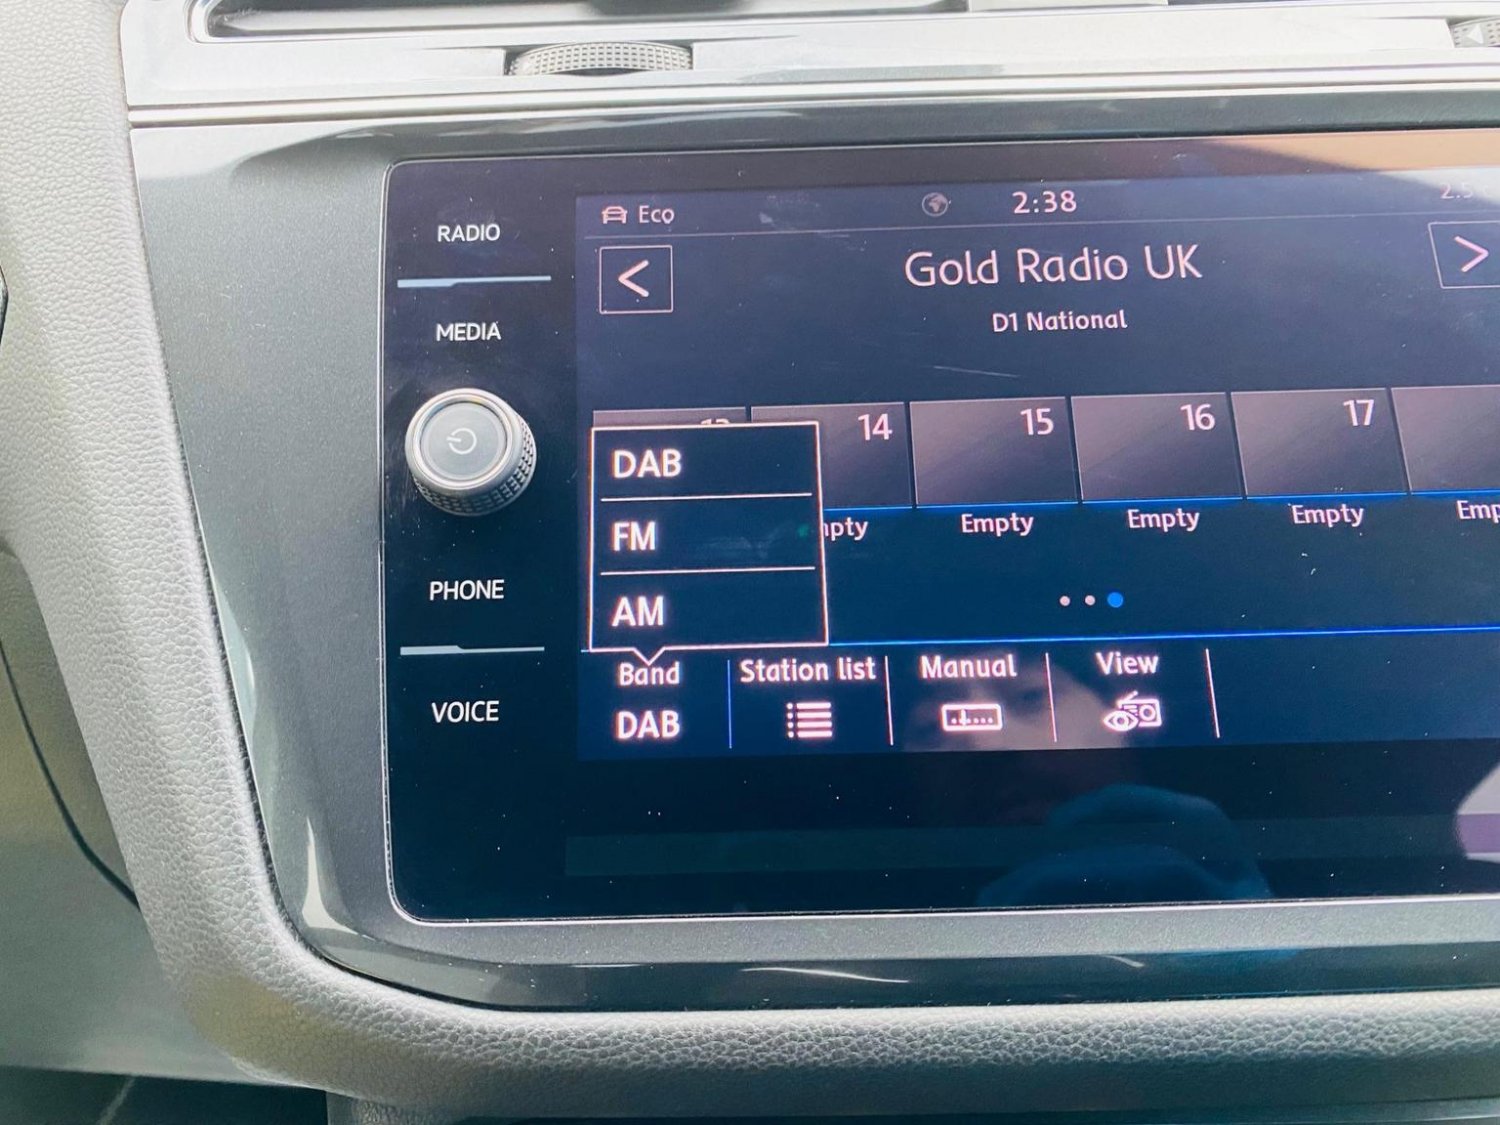 RADIO
MEDIA
PHONE
VOICE
Eco
2:38
<
Gold Radio UK
>
D1 National
14
15
16
17
Empty
Empty
Empty
DAB
FM
AM
Band
Station list
Manual
View
DAB